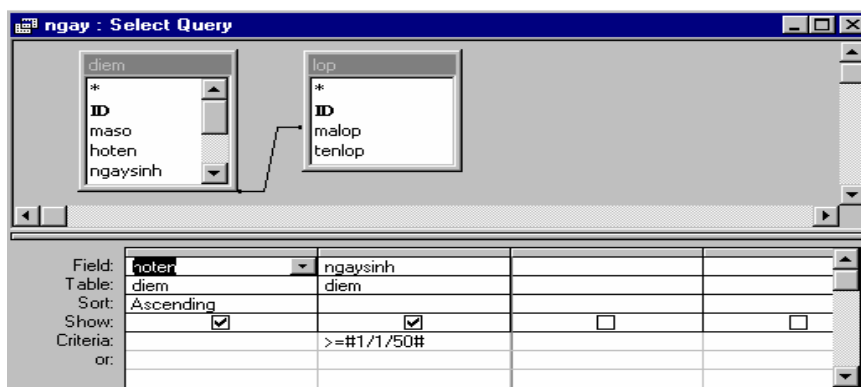 ngay : Select Query
diem
*
ID
maso
hoten
ngaysinh
lop
*
ID
malop
tenlop
Field: hoten ngaysinh
Table: diem diem
Sort: Ascending
Show:
Criteria: >=#1/1/50#
or: